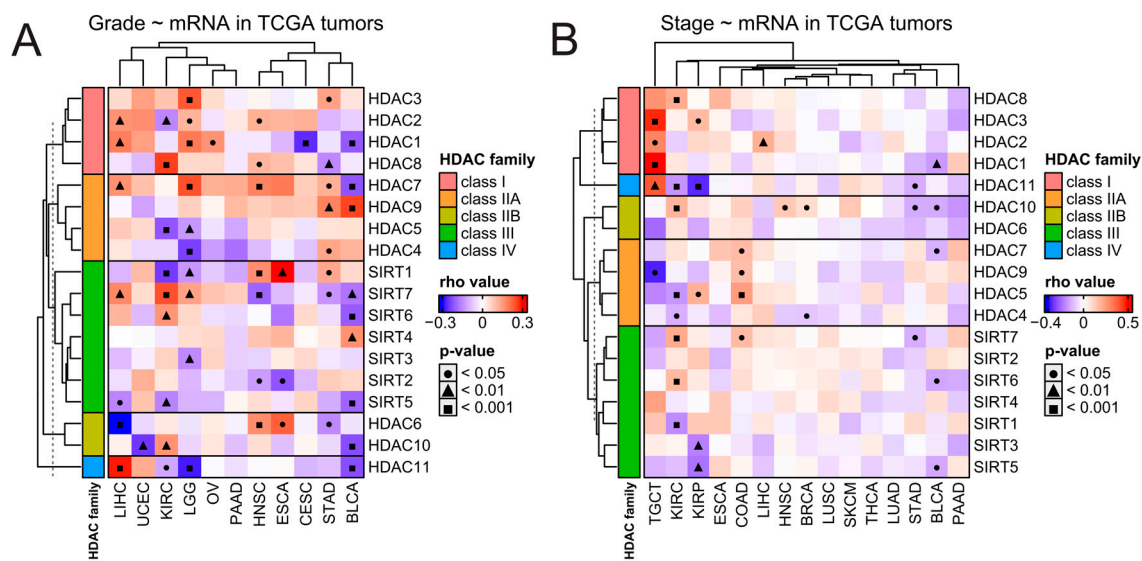 A
Grade ~ mRNA in TCGA tumors
HDAC3
HDAC2
HDAC1
HDAC8
HDAC7
HDAC9
HDAC5
HDAC4
SIRT1
SIRT7
SIRT6
SIRT4
SIRT3
SIRT2
SIRT5
HDAC6
HDAC10
HDAC11
HDAC family
LIHC
UCEC
KIRC
LGG
OV
PAAD
HNSC
ESCA
CESC
STAD
BLCA
HDAC family
class I
class IIA
class IIB
class III
class IV
rho value
−0.3 0 0.3
p-value
< 0.05
< 0.01
< 0.001
B
Stage ~ mRNA in TCGA tumors
HDAC8
HDAC3
HDAC2
HDAC1
HDAC11
HDAC10
HDAC6
HDAC7
HDAC9
HDAC5
HDAC4
SIRT7
SIRT2
SIRT6
SIRT4
SIRT1
SIRT3
SIRT5
HDAC family
TGCT
KIRC
KIRP
ESCA
COAD
LIHC
HNSC
BRCA
LUSC
SKCM
THCA
LUAD
STAD
BLCA
PAAD
HDAC family
class I
class IIA
class IIB
class III
class IV
rho value
−0.4 0 0.5
p-value
< 0.05
< 0.01
< 0.001